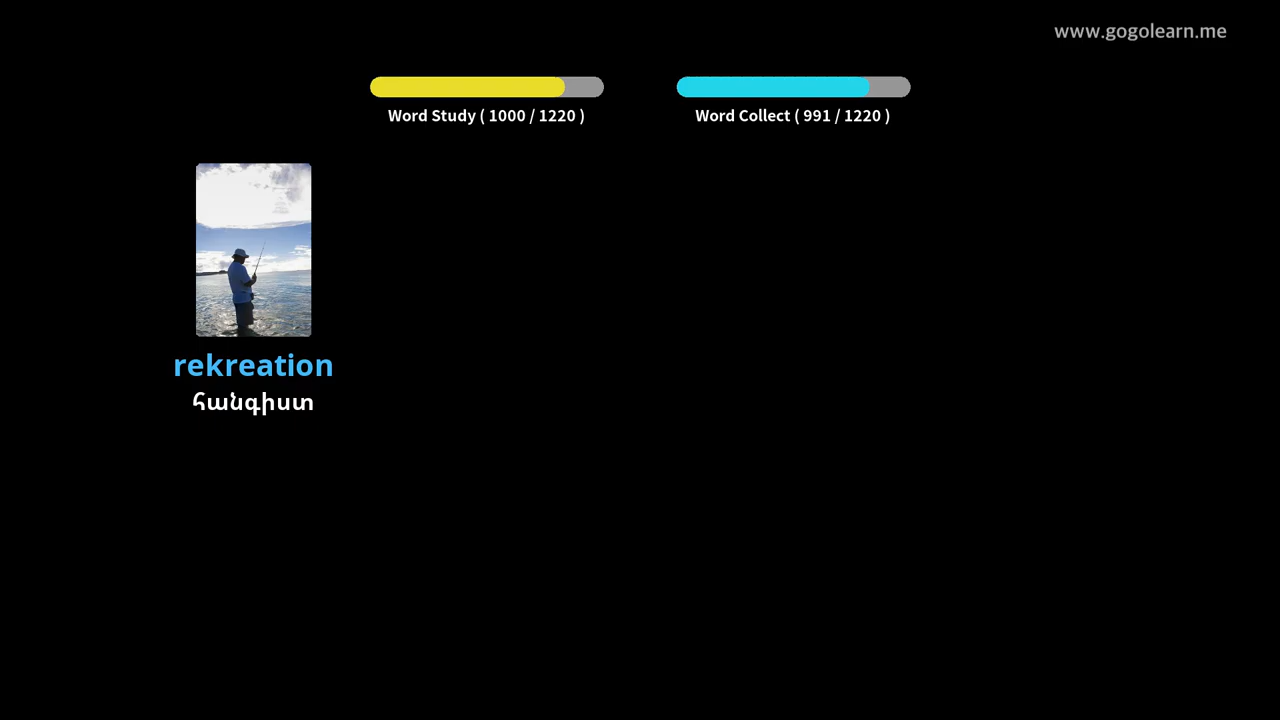 www.gogolearn.me
Word Study ( 1000 / 1220 )
Word Collect ( 991 / 1220 )
rekreation
հանգիստ